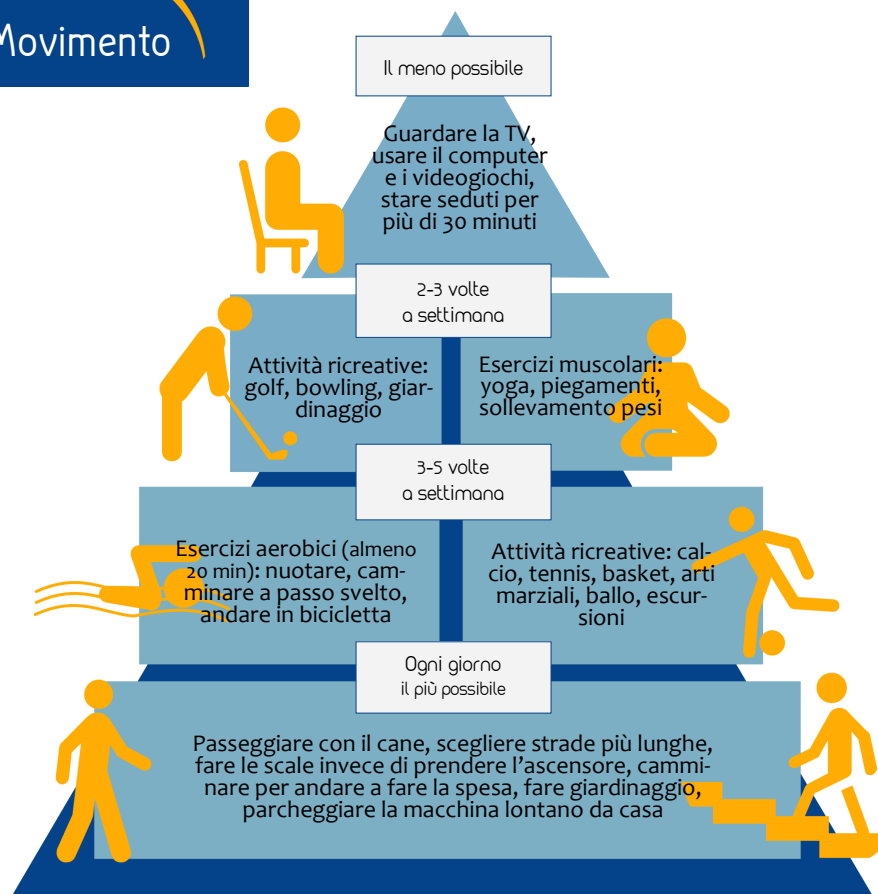 Movimento
Il meno possibile
Guardare la TV,
usare il computer
e i videogiochi,
stare seduti per
più di 30 minuti
2-3 volte
a settimana
Attività ricreative:
golf, bowling, giar-
dinaggio
Esercizi muscolari:
yoga, piegamenti,
sollevamento pesi
3-5 volte
a settimana
Esercizi aerobici (almeno
20 min): nuotare, cam-
minare a passo svelto,
andare in bicicletta
Attività ricreative: cal-
cio, tennis, basket, arti
marziali, ballo, escur-
sioni
Ogni giorno
il più possibile
Passeggiare con il cane, scegliere strade più lunghe,
fare le scale invece di prendere l'ascensore, cammi-
nare per andare a fare la spesa, fare giardinaggio,
parcheggiare la macchina lontano da casa